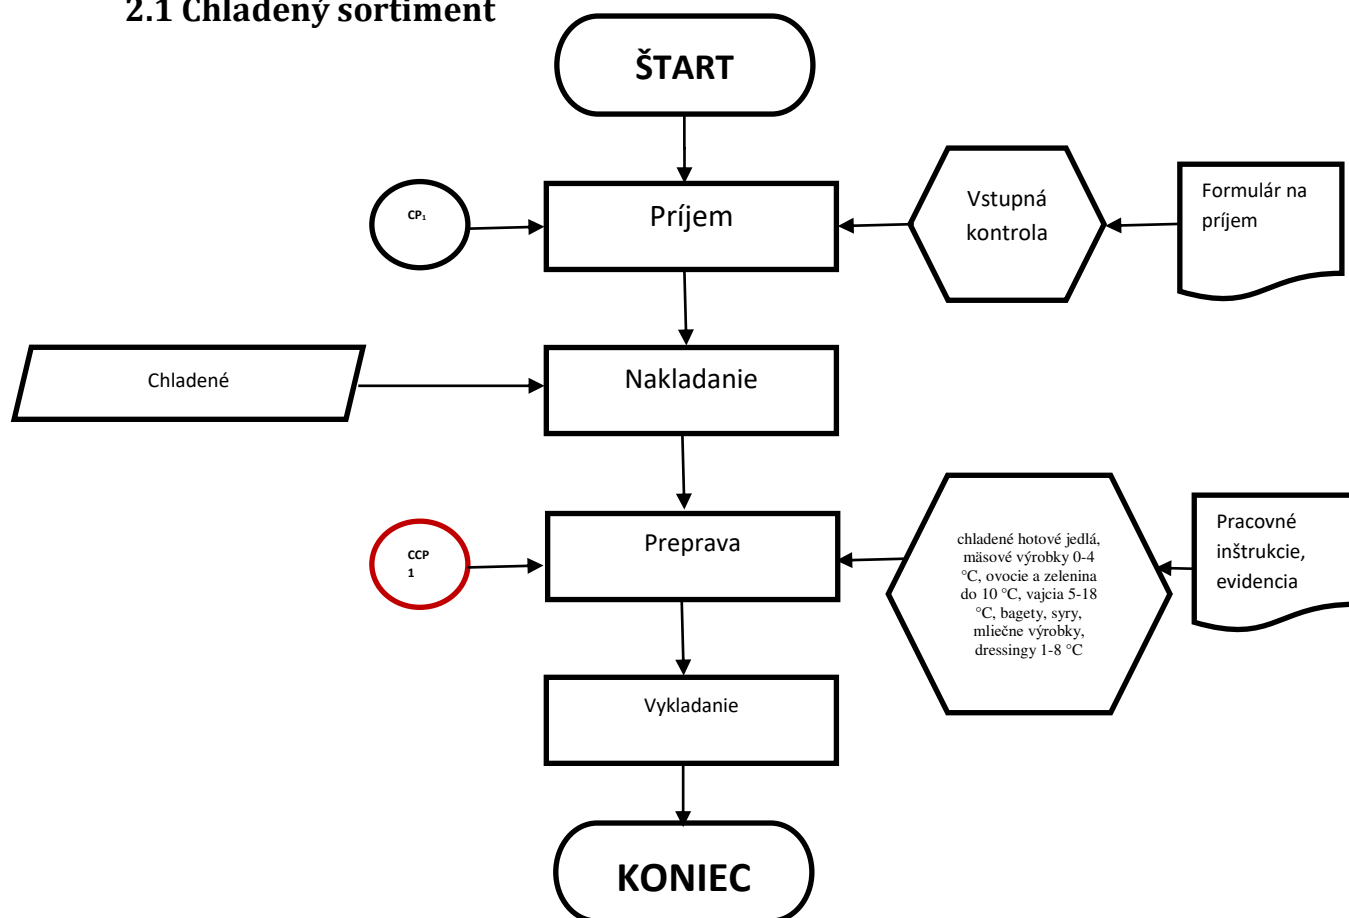 2.1 Chladený sortiment
ŠTART
CP₁
Príjem
Vstupná
kontrola
Formulár na
príjem
Chladené
Nakladanie
CCP
1
Preprava
chladené hotové jedlá,
mäsové výrobky 0-4
°C, ovocie a zelenina
do 10 °C, vajcia 5-18
°C, bagety, syry,
mliečne výrobky,
dressingy 1-8 °C
Pracovné
inštrukcie,
evidencia
Vykladanie
KONIEC